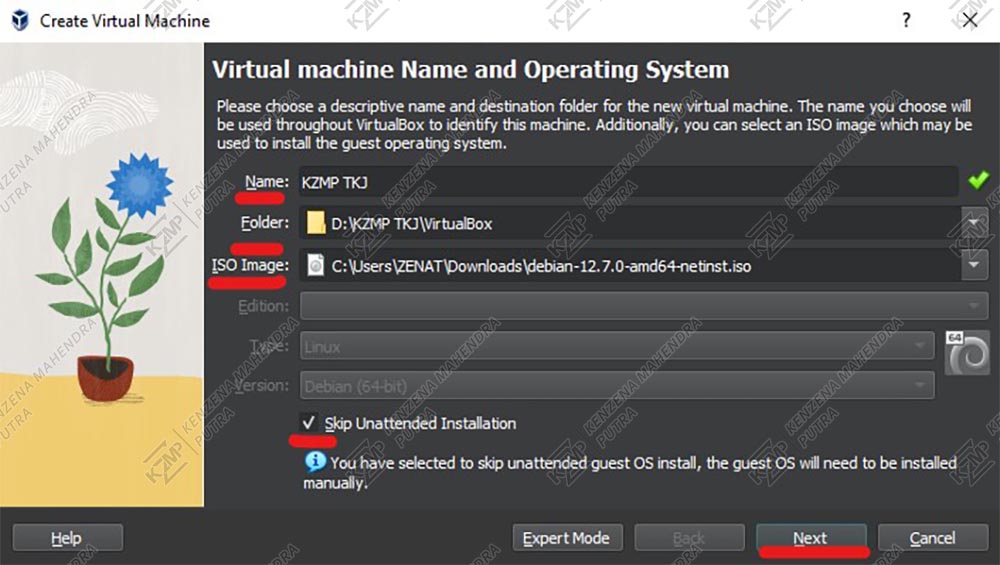 Create Virtual Machine
?
Virtual machine Name and Operating System
Please choose a descriptive name and destination folder for the new virtual machine. The name you choose will
be used throughout VirtualBox to identify this machine. Additionally, you can select an ISO image which may be
used to install the guest operating system.
Name: KZMP TKJ
Folder: D:\KZMP TKJ\VirtualBox
ISO Image: C:\Users\ZENAT\Downloads\debian-12.7.0-amd64-netinst.iso
Edition:
Type: Linux
64
Version: Debian (64-bit)
Skip Unattended Installation
You have selected to skip unattended guest OS install, the guest OS will need to be installed
manually.
Help Expert Mode Back Next Cancel
KZMP KENZENA MAHENDRA PUTRA